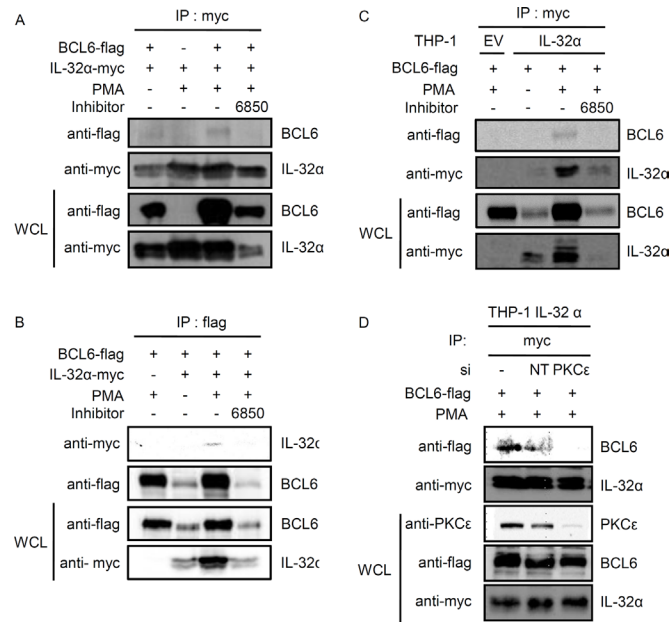 A
IP : myc
BCL6-flag + - + +
IL-32α-myc + + + +
PMA - + + +
Inhibitor - - - 6850
anti-flag BCL6
anti-myc IL-32α
WCL
anti-flag BCL6
anti-myc IL-32α
B
IP : flag
BCL6-flag + + + +
IL-32α-myc - + + +
PMA + - + +
Inhibitor - - - 6850
anti-myc IL-32α
anti-flag BCL6
WCL
anti-flag BCL6
anti- myc IL-32α
C
IP : myc
THP-1 EV IL-32α
BCL6-flag + + + +
PMA + - + +
Inhibitor - - - 6850
anti-flag BCL6
anti-myc IL-32α
WCL
anti-flag BCL6
anti-myc IL-32α
D
THP-1 IL-32 α
IP: myc
si - NT PKCε
BCL6-flag + + +
PMA + + +
anti-flag BCL6
anti-myc IL-32α
WCL
anti-PKCε PKCε
anti-flag BCL6
anti-myc IL-32α